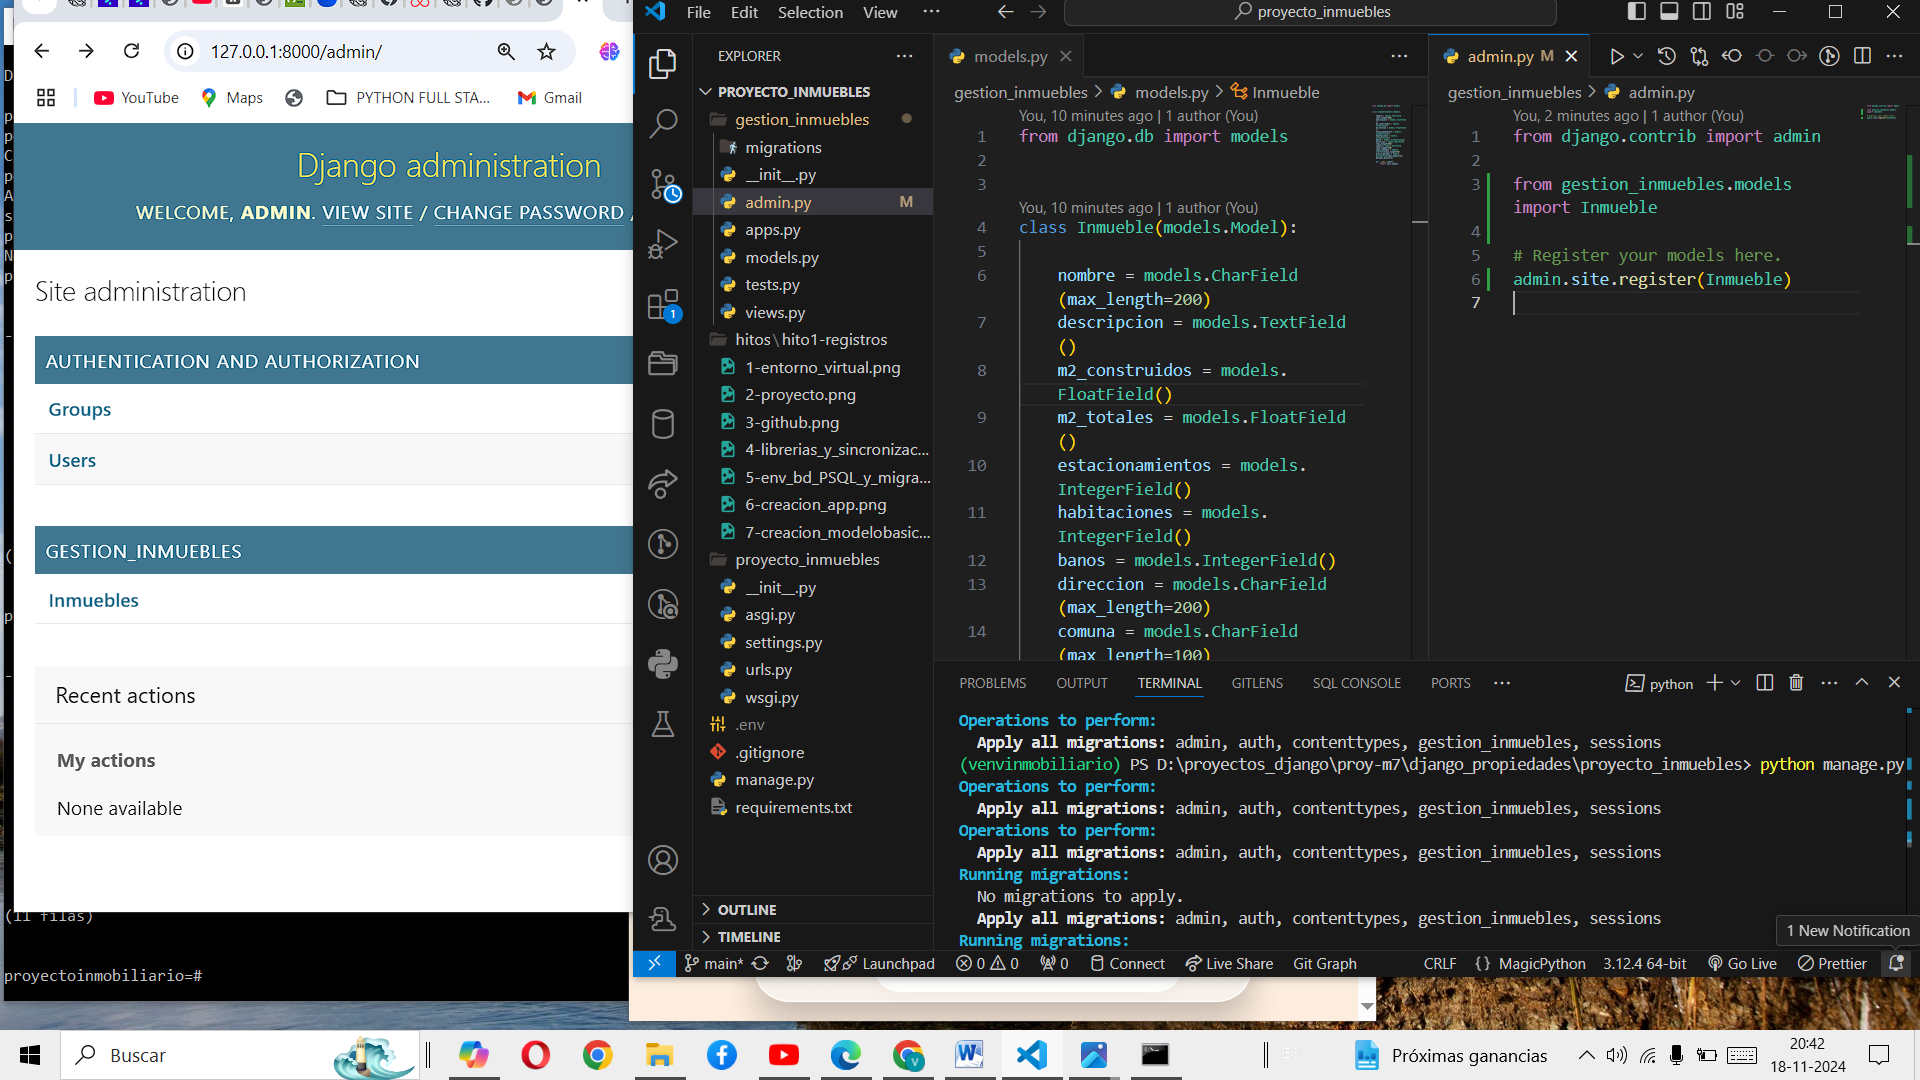 127.0.0.1:8000/admin/
YouTube
Maps
PYTHON FULL STA...
Gmail
Django administration
WELCOME, ADMIN. VIEW SITE / CHANGE PASSWORD /
Site administration
AUTHENTICATION AND AUTHORIZATION
Groups
Users
GESTION_INMUEBLES
Inmuebles
Recent actions
My actions
None available
(11 filas)
proyectoinmobiliario=#
File Edit Selection View ...
proyecto_inmuebles
EXPLORER
PROYECTO_INMUEBLES
gestion_inmuebles
migrations
__init__.py
admin.py M
apps.py
models.py
tests.py
views.py
hitos\hito1-registros
1-entorno_virtual.png
2-proyecto.png
3-github.png
4-librerias_y_sincronizac...
5-env_bd_PSQL_y_migra...
6-creacion_app.png
7-creacion_modelobasic...
proyecto_inmuebles
__init__.py
asgi.py
settings.py
urls.py
wsgi.py
.env
.gitignore
manage.py
requirements.txt
OUTLINE
TIMELINE
models.py
gestion_inmuebles > models.py > Inmueble
You, 10 minutes ago | 1 author (You)
1 from django.db import models
2
3
You, 10 minutes ago | 1 author (You)
4 class Inmueble(models.Model):
5
6 nombre = models.CharField
(max_length=200)
7 descripcion = models.TextField
()
8 m2_construidos = models.
FloatField()
9 m2_totales = models.FloatField
()
10 estacionamientos = models.
IntegerField()
11 habitaciones = models.
IntegerField()
12 banos = models.IntegerField()
13 direccion = models.CharField
(max_length=200)
14 comuna = models.CharField
(max_length=100)
admin.py M
gestion_inmuebles > admin.py
You, 2 minutes ago | 1 author (You)
1 from django.contrib import admin
2
3 from gestion_inmuebles.models
import Inmueble
4
5 # Register your models here.
6 admin.site.register(Inmueble)
7
PROBLEMS OUTPUT TERMINAL GITLENS SQL CONSOLE PORTS ... python
Operations to perform:
Apply all migrations: admin, auth, contenttypes, gestion_inmuebles, sessions
(venvinmobiliario) PS D:\proyectos_django\proy-m7\django_propiedades\proyecto_inmuebles> python manage.py
Operations to perform:
Apply all migrations: admin, auth, contenttypes, gestion_inmuebles, sessions
Operations to perform:
Apply all migrations: admin, auth, contenttypes, gestion_inmuebles, sessions
Running migrations:
No migrations to apply.
Apply all migrations: admin, auth, contenttypes, gestion_inmuebles, sessions
Running migrations:
1 New Notification
main* Launchpad 0 0 0 Connect Live Share Git Graph CRLF {} MagicPython 3.12.4 64-bit Go Live Prettier
Buscar
Próximas ganancias
20:42
18-11-2024